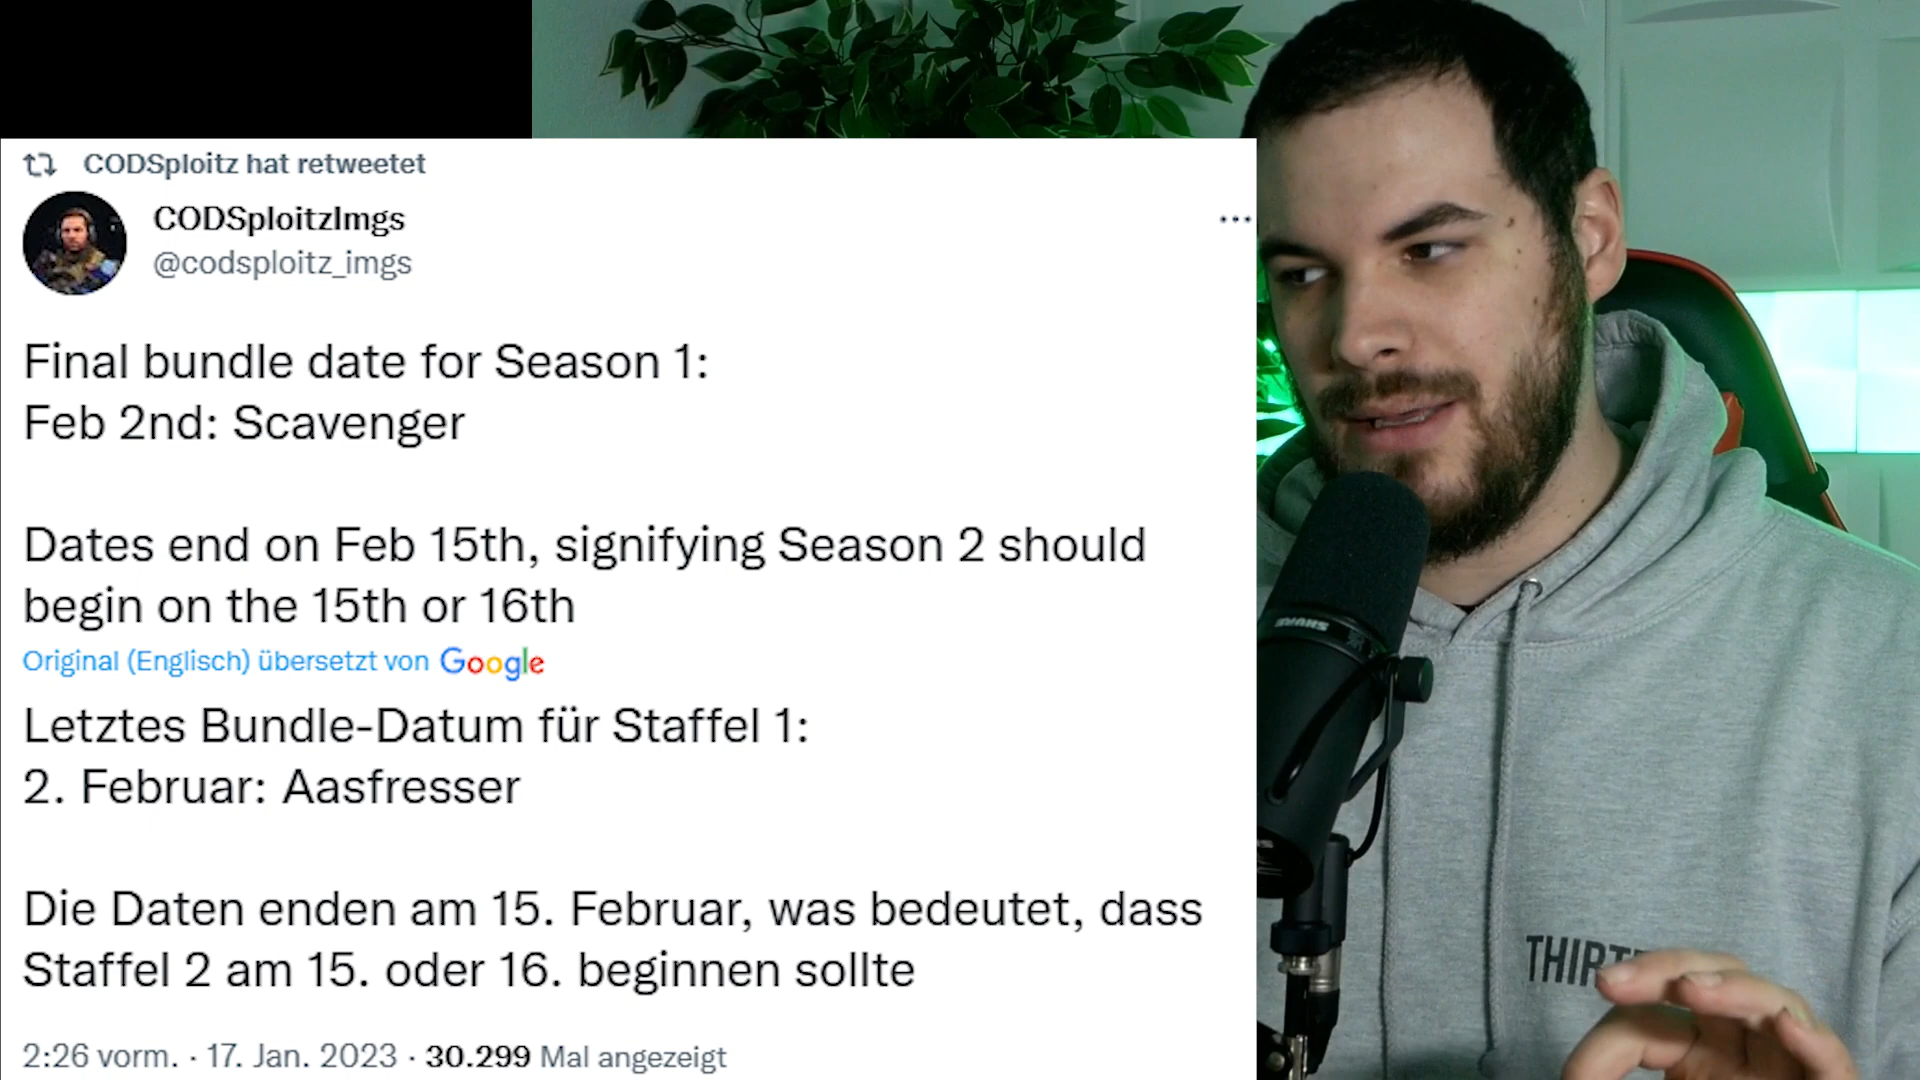 CODSploitz hat retweetet
CODSploitzImgs
@codsploitz_imgs
Final bundle date for Season 1:
Feb 2nd: Scavenger
Dates end on Feb 15th, signifying Season 2 should
begin on the 15th or 16th
Original (Englisch) übersetzt von Google
Letztes Bundle-Datum für Staffel 1:
2. Februar: Aasfresser
Die Daten enden am 15. Februar, was bedeutet, dass
Staffel 2 am 15. oder 16. beginnen sollte
2:26 vorm. · 17. Jan. 2023 · 30.299 Mal angezeigt
SHURE